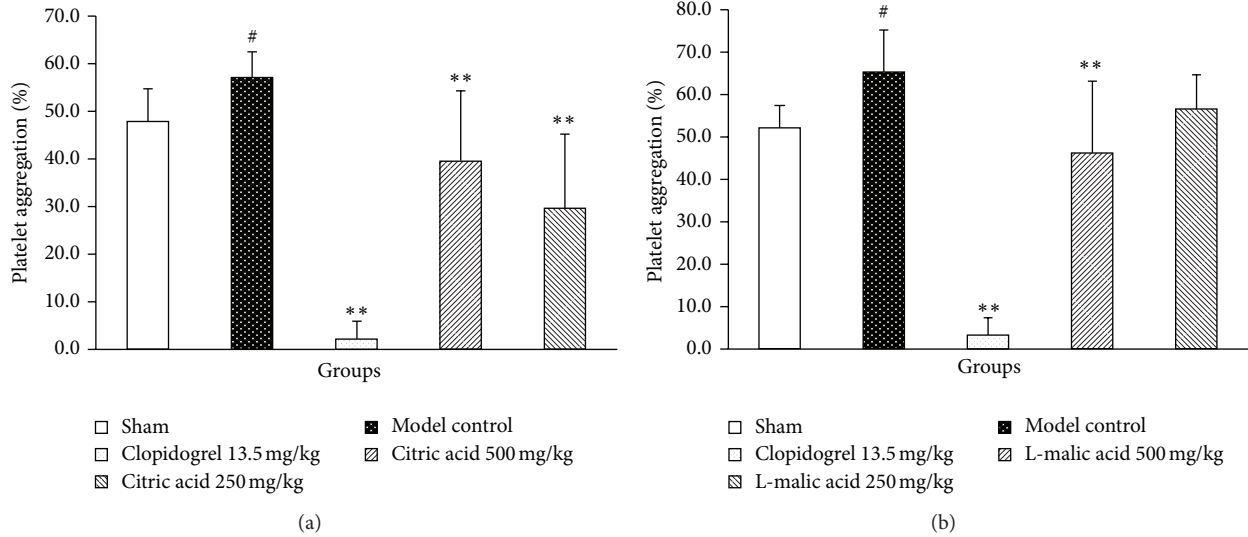 70.0
60.0
50.0
40.0
30.0
20.0
10.0
0.0
Platelet aggregation (%)
#
**
**
**
Groups
Sham
Model control
Clopidogrel 13.5 mg/kg
Citric acid 500 mg/kg
Citric acid 250 mg/kg
(a)
80.0
70.0
60.0
50.0
40.0
30.0
20.0
10.0
0.0
Platelet aggregation (%)
#
**
**
Groups
Sham
Model control
Clopidogrel 13.5 mg/kg
L-malic acid 500 mg/kg
L-malic acid 250 mg/kg
(b)